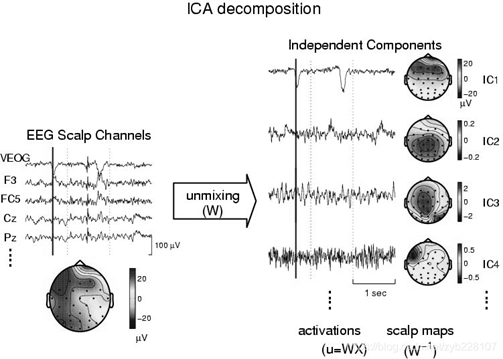 ICA decomposition
Independent Components
20
0
-20
µV
IC1
EEG Scalp Channels
VEOG
F3
FC5
Cz
Pz
100 µV
unmixing
(W)
0.2
0
-0.2
IC2
2
0
-2
IC3
0.5
0
-0.5
IC4
1 sec
20
0
-20
µV
activations
(u=WX)
scalp maps
(W⁻¹)